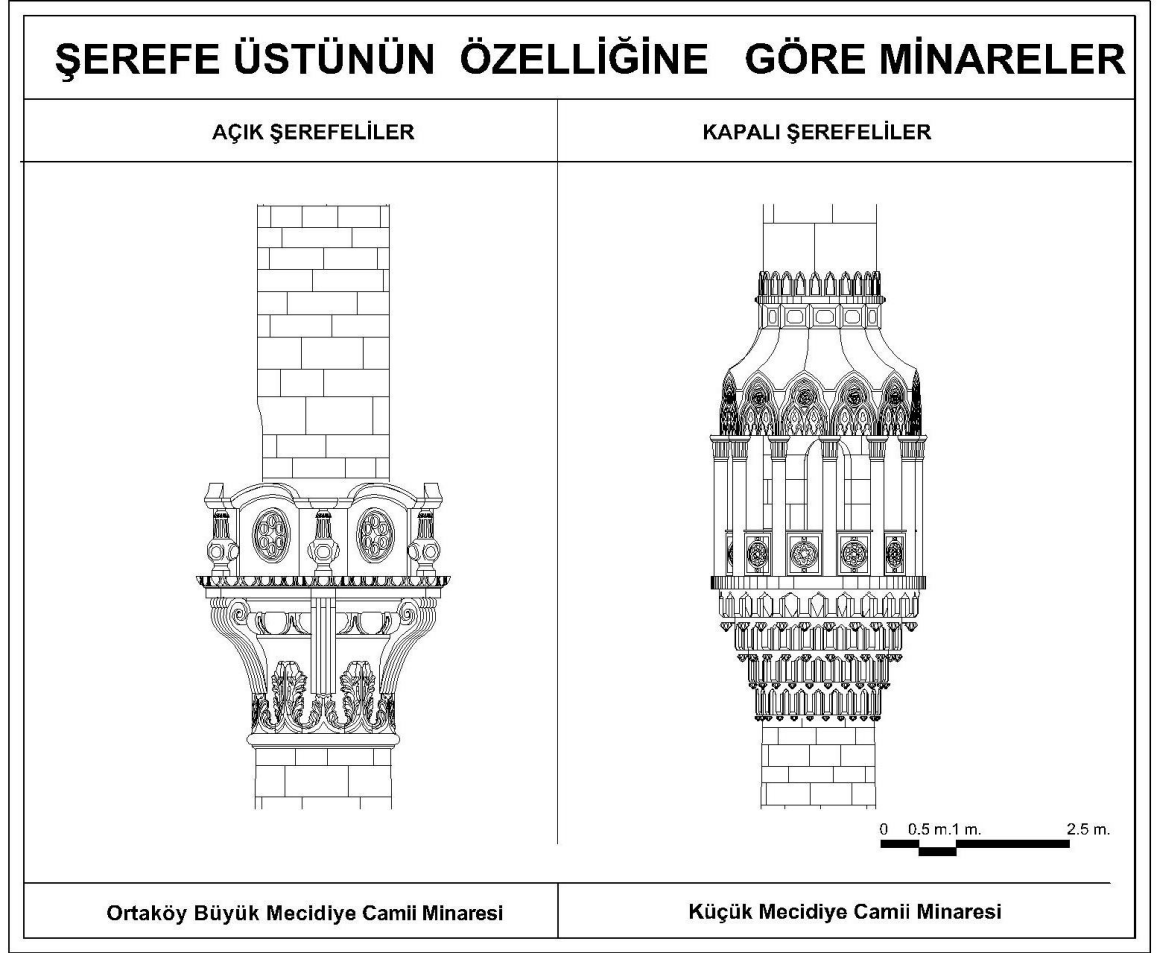 ŞEREFE ÜSTÜNÜN ÖZELLİĞİNE GÖRE MİNARELER
AÇIK ŞEREFELİLER
KAPALI ŞEREFELİLER
0 0.5 m.1 m. 2.5 m.
Ortaköy Büyük Mecidiye Camii Minaresi
Küçük Mecidiye Camii Minaresi